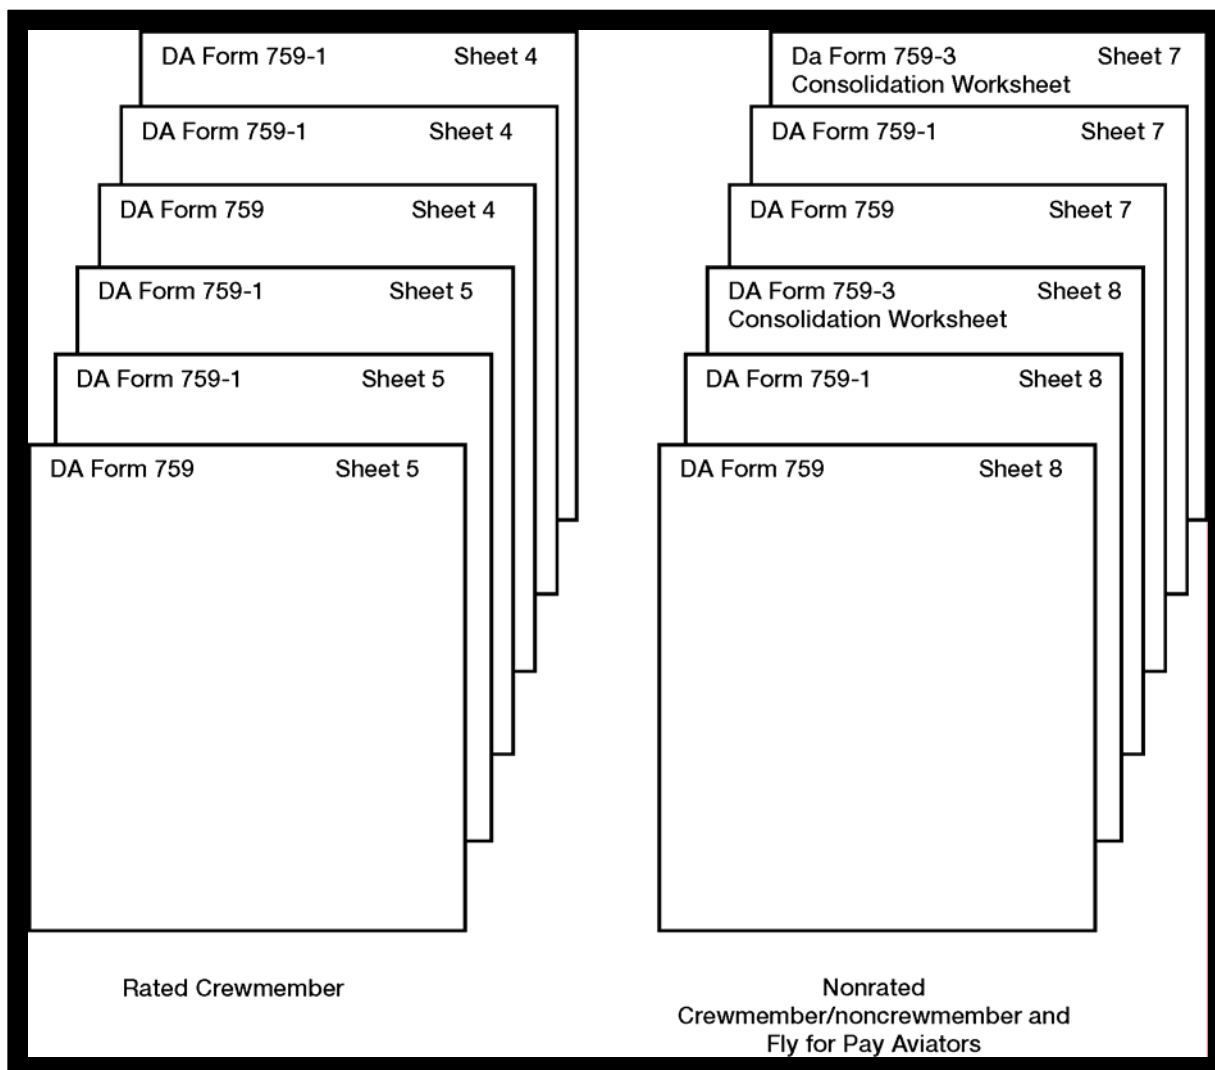 DA Form 759-1 Sheet 4
DA Form 759-1 Sheet 4
DA Form 759 Sheet 4
DA Form 759-1 Sheet 5
DA Form 759-1 Sheet 5
DA Form 759 Sheet 5
Rated Crewmember
Da Form 759-3 Sheet 7
Consolidation Worksheet
DA Form 759-1 Sheet 7
DA Form 759 Sheet 7
DA Form 759-3 Sheet 8
Consolidation Worksheet
DA Form 759-1 Sheet 8
DA Form 759 Sheet 8
Nonrated
Crewmember/noncrewmember and
Fly for Pay Aviators